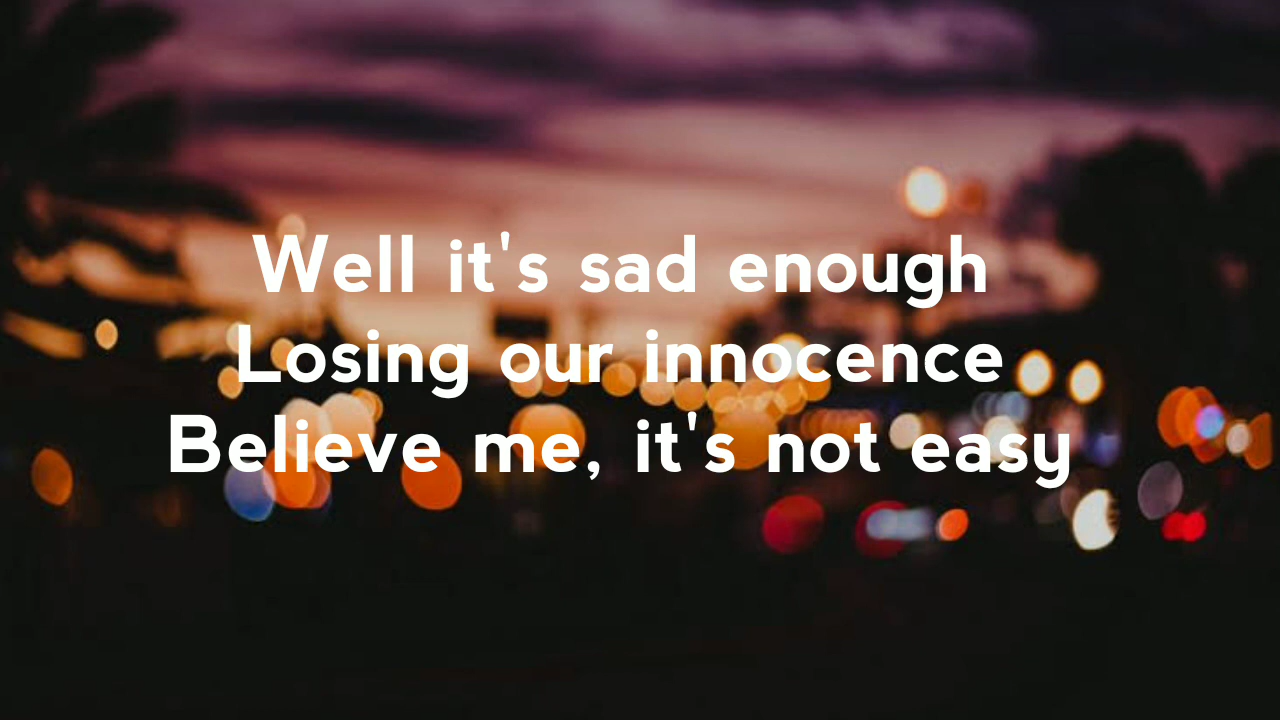 Well it's sad enough
Losing our innocence
Believe me, it's not easy